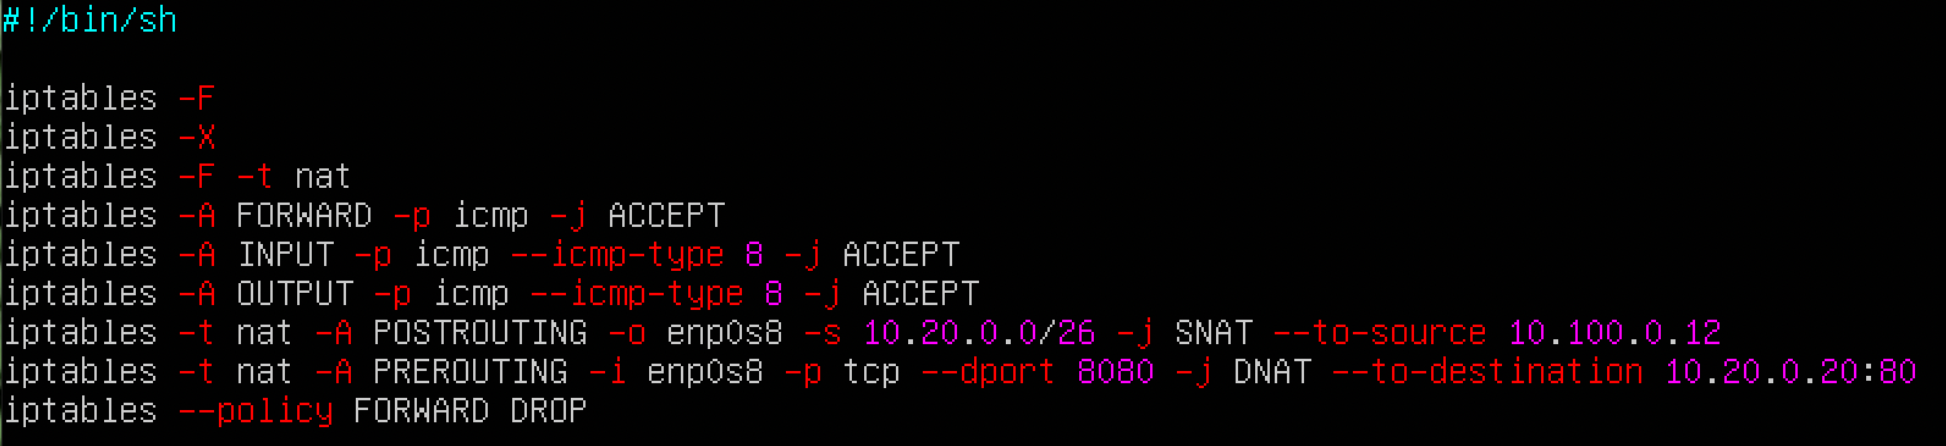 #!/bin/sh
iptables -F
iptables -X
iptables -F -t nat
iptables -A FORWARD -p icmp -j ACCEPT
iptables -A INPUT -p icmp --icmp-type 8 -j ACCEPT
iptables -A OUTPUT -p icmp --icmp-type 8 -j ACCEPT
iptables -t nat -A POSTROUTING -o enp0s8 -s 10.20.0.0/26 -j SNAT --to-source 10.100.0.12
iptables -t nat -A PREROUTING -i enp0s8 -p tcp --dport 8080 -j DNAT --to-destination 10.20.0.20:80
iptables --policy FORWARD DROP